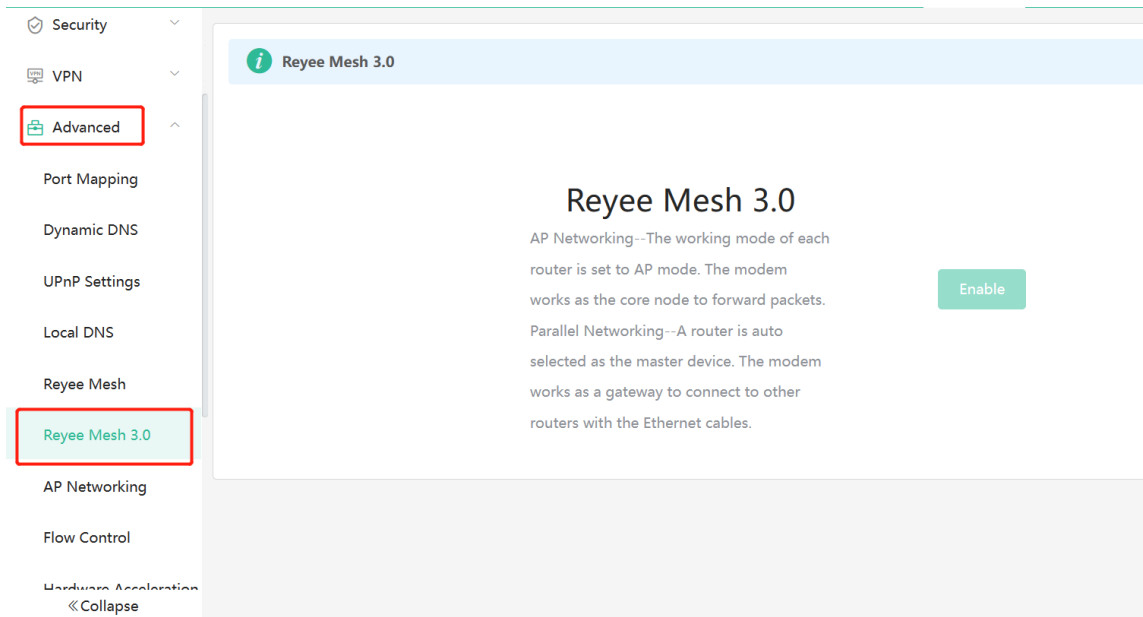 Security
VPN
VPN
Advanced
Port Mapping
Dynamic DNS
UPnP Settings
Local DNS
Reyee Mesh
Reyee Mesh 3.0
AP Networking
Flow Control
Hardware Acceleration
«Collapse
i Reyee Mesh 3.0
Reyee Mesh 3.0
AP Networking--The working mode of each
router is set to AP mode. The modem
works as the core node to forward packets.
Parallel Networking--A router is auto
selected as the master device. The modem
works as a gateway to connect to other
routers with the Ethernet cables.
Enable